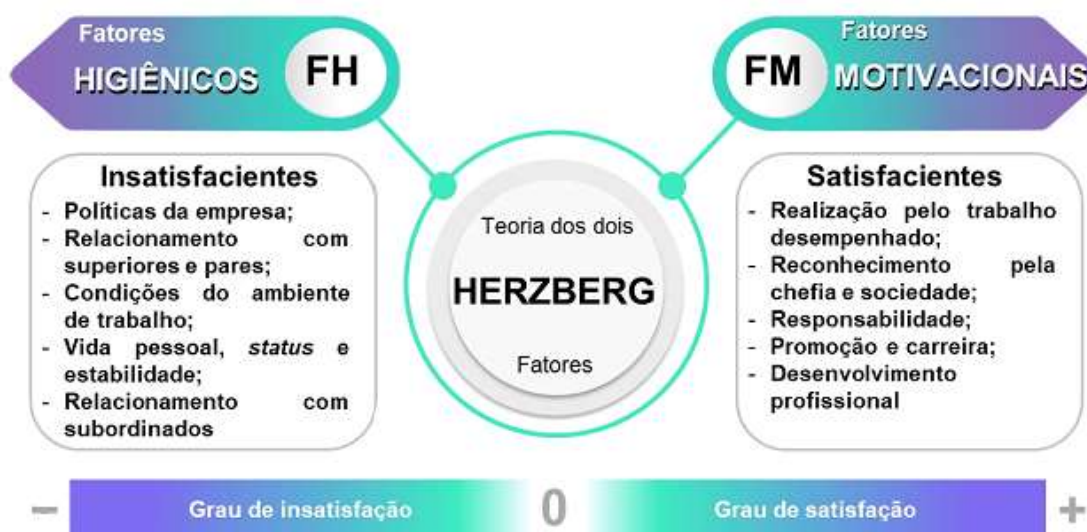 Fatores
HIGIÊNICOS
FH
Fatores
FM
MOTIVACIONAIS
Insatisfacientes
- Políticas da empresa;
- Relacionamento com
superiores e pares;
- Condições do ambiente
de trabalho;
- Vida pessoal, status e
estabilidade;
- Relacionamento com
subordinados
Teoria dos dois
HERZBERG
Fatores
Satisfacientes
- Realização pelo trabalho
desempenhado;
- Reconhecimento pela
chefia e sociedade;
- Responsabilidade;
- Promoção e carreira;
- Desenvolvimento
profissional
− Grau de insatisfação 0 Grau de satisfação +